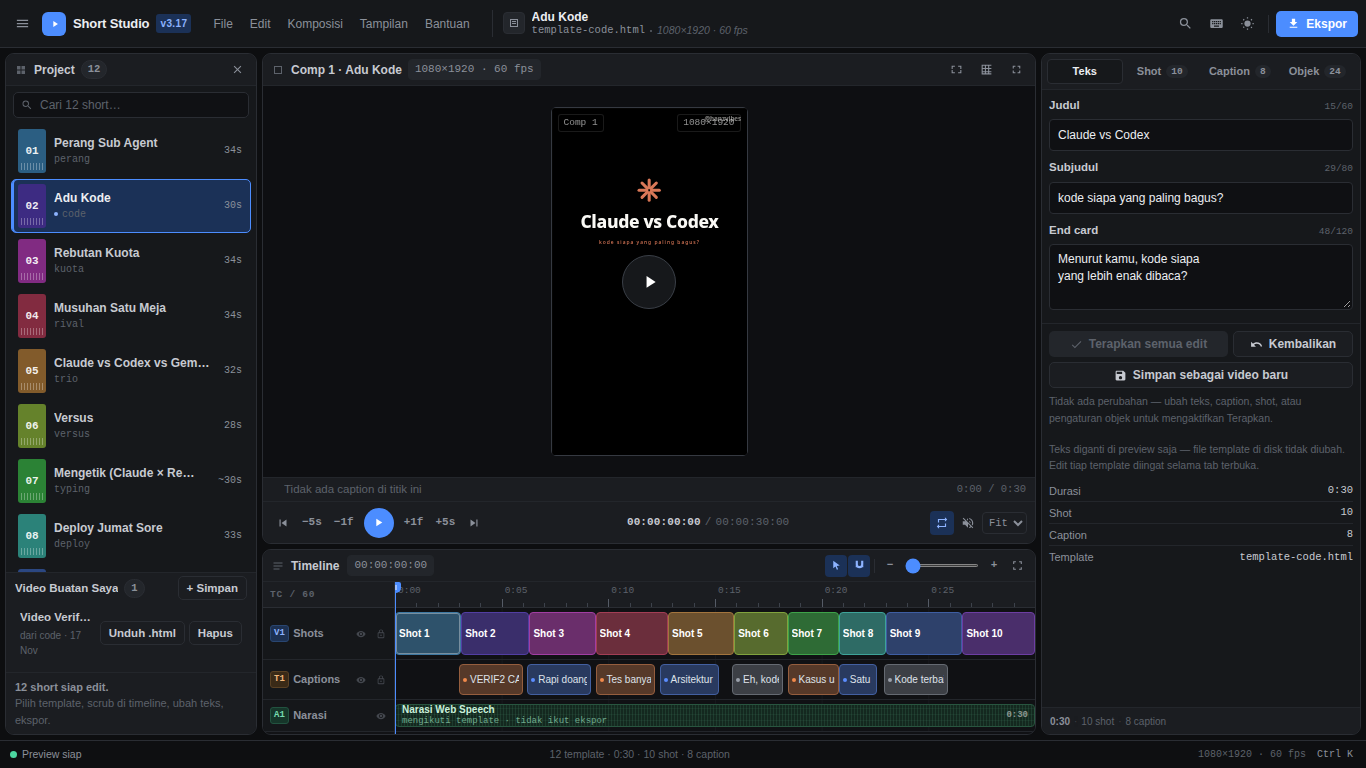 Short Studio v3.17 File Edit Komposisi Tampilan Bantuan
Adu Kode
template-code.html · 1080×1920 · 60 fps
Ekspor
Project 12
Cari 12 short…
01 Perang Sub Agent 34s
perang
02 Adu Kode 30s
code
03 Rebutan Kuota 34s
kuota
04 Musuhan Satu Meja 34s
rival
05 Claude vs Codex vs Gem… 32s
trio
06 Versus 28s
versus
07 Mengetik (Claude × Re… ~30s
typing
08 Deploy Jumat Sore 33s
deploy
Video Buatan Saya 1 + Simpan
Video Verif…
dari code · 17
Nov
Unduh .html Hapus
12 short siap edit.
Pilih template, scrub di timeline, ubah teks,
ekspor.
Comp 1 · Adu Kode 1080×1920 · 60 fps
Comp 1 1080×1920
Claude vs Codex
kode siapa yang paling bagus?
Tidak ada caption di titik ini 0:00 / 0:30
−5s −1f +1f +5s 00:00:00:00 / 00:00:30:00 Fit
Timeline 00:00:00:00 − +
TC / 60 0:00 0:05 0:10 0:15 0:20 0:25
V1 Shots Shot 1 Shot 2 Shot 3 Shot 4 Shot 5 Shot 6 Shot 7 Shot 8 Shot 9 Shot 10
T1 Captions VERIF2 CA Rapi doang Tes banya Arsitektur Eh, kode Kasus u Satu Kode terba
A1 Narasi Narasi Web Speech
mengikuti template · tidak ikut ekspor 0:30
Teks Shot 10 Caption 8 Objek 24
Judul 15/60
Claude vs Codex
Subjudul 29/80
kode siapa yang paling bagus?
End card 48/120
Menurut kamu, kode siapa
yang lebih enak dibaca?
Terapkan semua edit Kembalikan
Simpan sebagai video baru
Tidak ada perubahan — ubah teks, caption, shot, atau
pengaturan objek untuk mengaktifkan Terapkan.
Teks diganti di preview saja — file template di disk tidak diubah.
Edit tiap template diingat selama tab terbuka.
Durasi 0:30
Shot 10
Caption 8
Template template-code.html
0:30 · 10 shot · 8 caption
Preview siap 12 template · 0:30 · 10 shot · 8 caption 1080×1920 · 60 fps Ctrl K